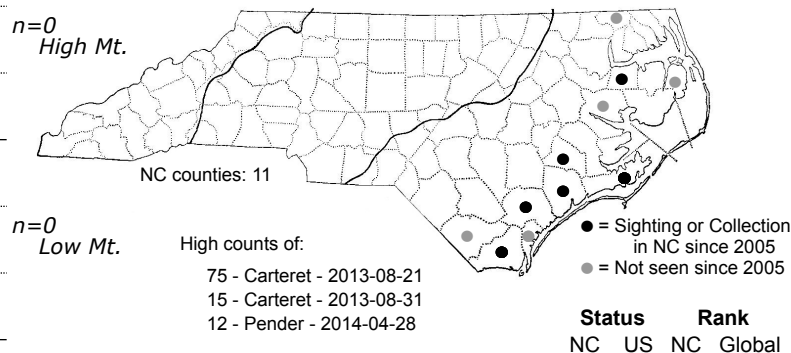 n=0
High Mt.
NC counties: 11
n=0
Low Mt.
High counts of:
75 - Carteret - 2013-08-21
15 - Carteret - 2013-08-31
12 - Pender - 2014-04-28
= Sighting or Collection
in NC since 2005
= Not seen since 2005
Status Rank
NC US NC Global